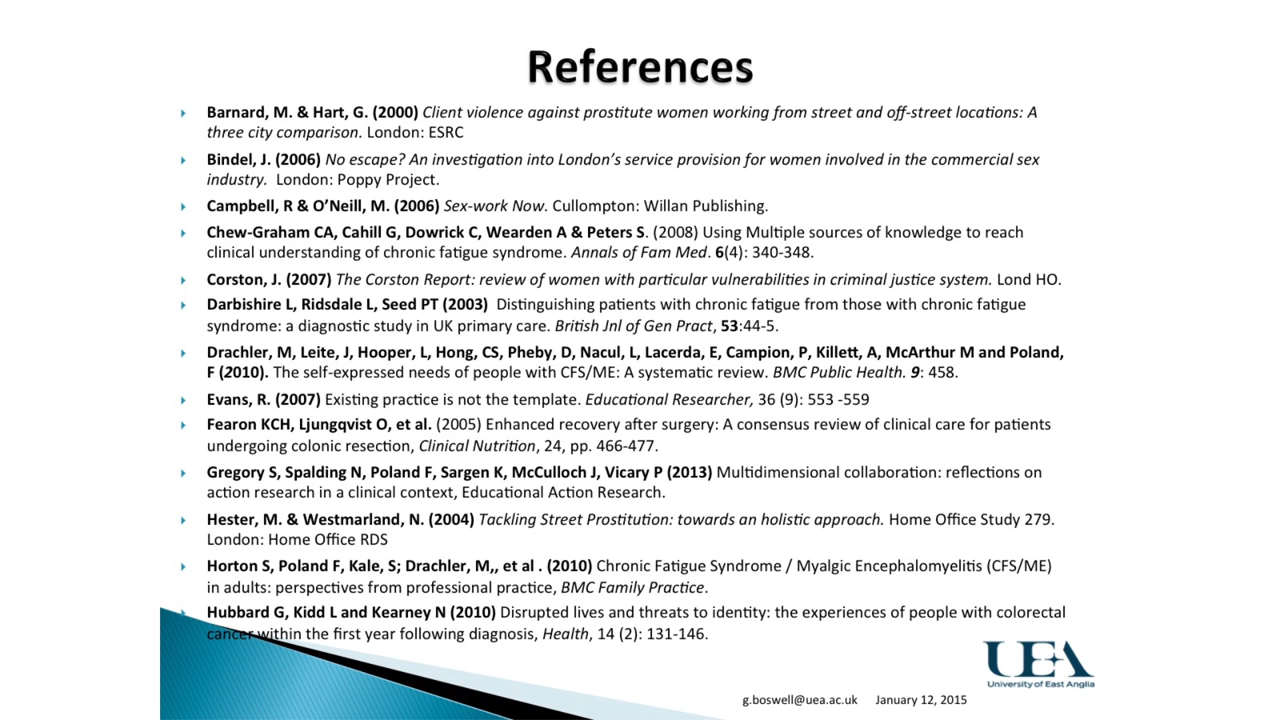 References
Barnard, M. & Hart, G. (2000) Client violence against prostitute women working from street and off-street locations: A
three city comparison. London: ESRC
Bindel, J. (2006) No escape? An investigation into London's service provision for women involved in the commercial sex
industry. London: Poppy Project.
Campbell, R & O'Neill, M. (2006) Sex-work Now. Cullompton: Willan Publishing.
Chew-Graham CA, Cahill G, Dowrick C, Wearden A & Peters S. (2008) Using Multiple sources of knowledge to reach
clinical understanding of chronic fatigue syndrome. Annals of Fam Med. 6(4): 340-348.
Corston, J. (2007) The Corston Report: review of women with particular vulnerabilities in criminal justice system. Lond HO.
Darbishire L, Ridsdale L, Seed PT (2003) Distinguishing patients with chronic fatigue from those with chronic fatigue
syndrome: a diagnostic study in UK primary care. British Jnl of Gen Pract, 53:44-5.
Drachler, M, Leite, J, Hooper, L, Hong, CS, Pheby, D, Nacul, L, Lacerda, E, Campion, P, Killett, A, McArthur M and Poland,
F (2010). The self-expressed needs of people with CFS/ME: A systematic review. BMC Public Health. 9: 458.
Evans, R. (2007) Existing practice is not the template. Educational Researcher, 36 (9): 553 -559
Fearon KCH, Ljungqvist O, et al. (2005) Enhanced recovery after surgery: A consensus review of clinical care for patients
undergoing colonic resection, Clinical Nutrition, 24, pp. 466-477.
Gregory S, Spalding N, Poland F, Sargen K, McCulloch J, Vicary P (2013) Multidimensional collaboration: reflections on
action research in a clinical context, Educational Action Research.
Hester, M. & Westmarland, N. (2004) Tackling Street Prostitution: towards an holistic approach. Home Office Study 279.
London: Home Office RDS
Horton S, Poland F, Kale, S; Drachler, M,, et al . (2010) Chronic Fatigue Syndrome / Myalgic Encephalomyelitis (CFS/ME)
in adults: perspectives from professional practice, BMC Family Practice.
Hubbard G, Kidd L and Kearney N (2010) Disrupted lives and threats to identity: the experiences of people with colorectal
cancer within the first year following diagnosis, Health, 14 (2): 131-146.
UEA
University of East Anglia
g.boswell@uea.ac.uk January 12, 2015